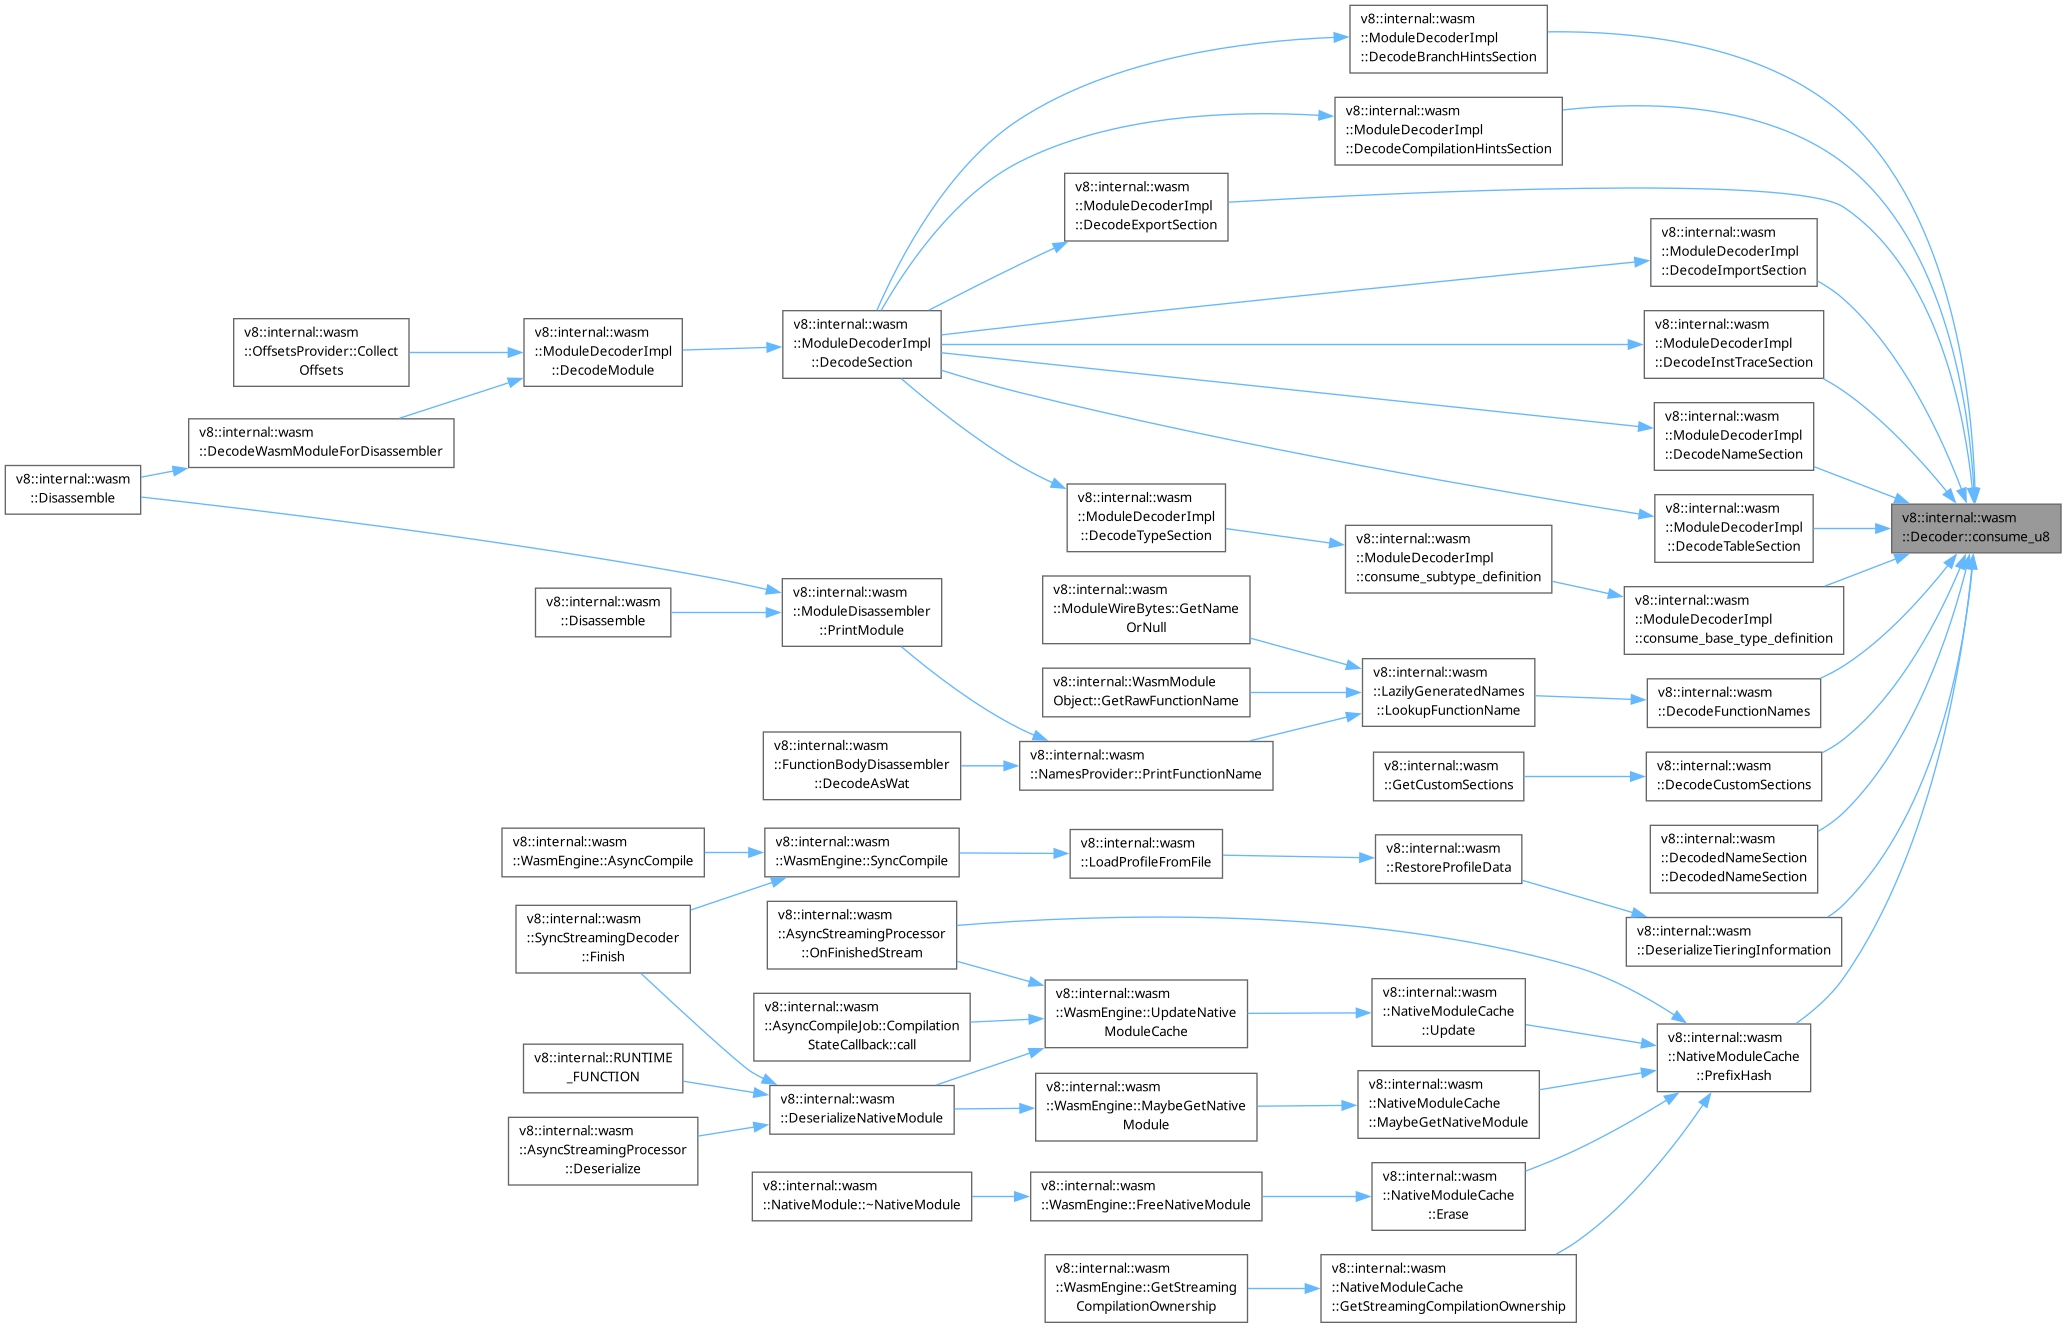 v8::internal::wasm
::ModuleDecoderImpl
::DecodeBranchHintsSection
v8::internal::wasm
::ModuleDecoderImpl
::DecodeCompilationHintsSection
v8::internal::wasm
::ModuleDecoderImpl
::DecodeExportSection
v8::internal::wasm
::ModuleDecoderImpl
::DecodeImportSection
v8::internal::wasm
::OffsetsProvider::Collect
Offsets
v8::internal::wasm
::ModuleDecoderImpl
::DecodeModule
v8::internal::wasm
::ModuleDecoderImpl
::DecodeSection
v8::internal::wasm
::ModuleDecoderImpl
::DecodeInstTraceSection
v8::internal::wasm
::DecodeWasmModuleForDisassembler
v8::internal::wasm
::ModuleDecoderImpl
::DecodeNameSection
v8::internal::wasm
::Disassemble
v8::internal::wasm
::ModuleDecoderImpl
::DecodeTypeSection
v8::internal::wasm
::ModuleDecoderImpl
::DecodeTableSection
v8::internal::wasm
::Decoder::consume_u8
v8::internal::wasm
::ModuleDecoderImpl
::consume_subtype_definition
v8::internal::wasm
::Disassemble
v8::internal::wasm
::ModuleDisassembler
::PrintModule
v8::internal::wasm
::ModuleWireBytes::GetName
OrNull
v8::internal::wasm
::ModuleDecoderImpl
::consume_base_type_definition
v8::internal::WasmModule
Object::GetRawFunctionName
v8::internal::wasm
::LazilyGeneratedNames
::LookupFunctionName
v8::internal::wasm
::DecodeFunctionNames
v8::internal::wasm
::FunctionBodyDisassembler
::DecodeAsWat
v8::internal::wasm
::NamesProvider::PrintFunctionName
v8::internal::wasm
::GetCustomSections
v8::internal::wasm
::DecodeCustomSections
v8::internal::wasm
::WasmEngine::AsyncCompile
v8::internal::wasm
::WasmEngine::SyncCompile
v8::internal::wasm
::LoadProfileFromFile
v8::internal::wasm
::RestoreProfileData
v8::internal::wasm
::DecodedNameSection
::DecodedNameSection
v8::internal::wasm
::SyncStreamingDecoder
::Finish
v8::internal::wasm
::AsyncStreamingProcessor
::OnFinishedStream
v8::internal::wasm
::DeserializeTieringInformation
v8::internal::wasm
::AsyncCompileJob::Compilation
StateCallback::call
v8::internal::wasm
::WasmEngine::UpdateNative
ModuleCache
v8::internal::wasm
::NativeModuleCache
::Update
v8::internal::wasm
::NativeModuleCache
::PrefixHash
v8::internal::RUNTIME
_FUNCTION
v8::internal::wasm
::DeserializeNativeModule
v8::internal::wasm
::WasmEngine::MaybeGetNative
Module
v8::internal::wasm
::NativeModuleCache
::MaybeGetNativeModule
v8::internal::wasm
::AsyncStreamingProcessor
::Deserialize
v8::internal::wasm
::NativeModule::~NativeModule
v8::internal::wasm
::WasmEngine::FreeNativeModule
v8::internal::wasm
::NativeModuleCache
::Erase
v8::internal::wasm
::WasmEngine::GetStreaming
CompilationOwnership
v8::internal::wasm
::NativeModuleCache
::GetStreamingCompilationOwnership